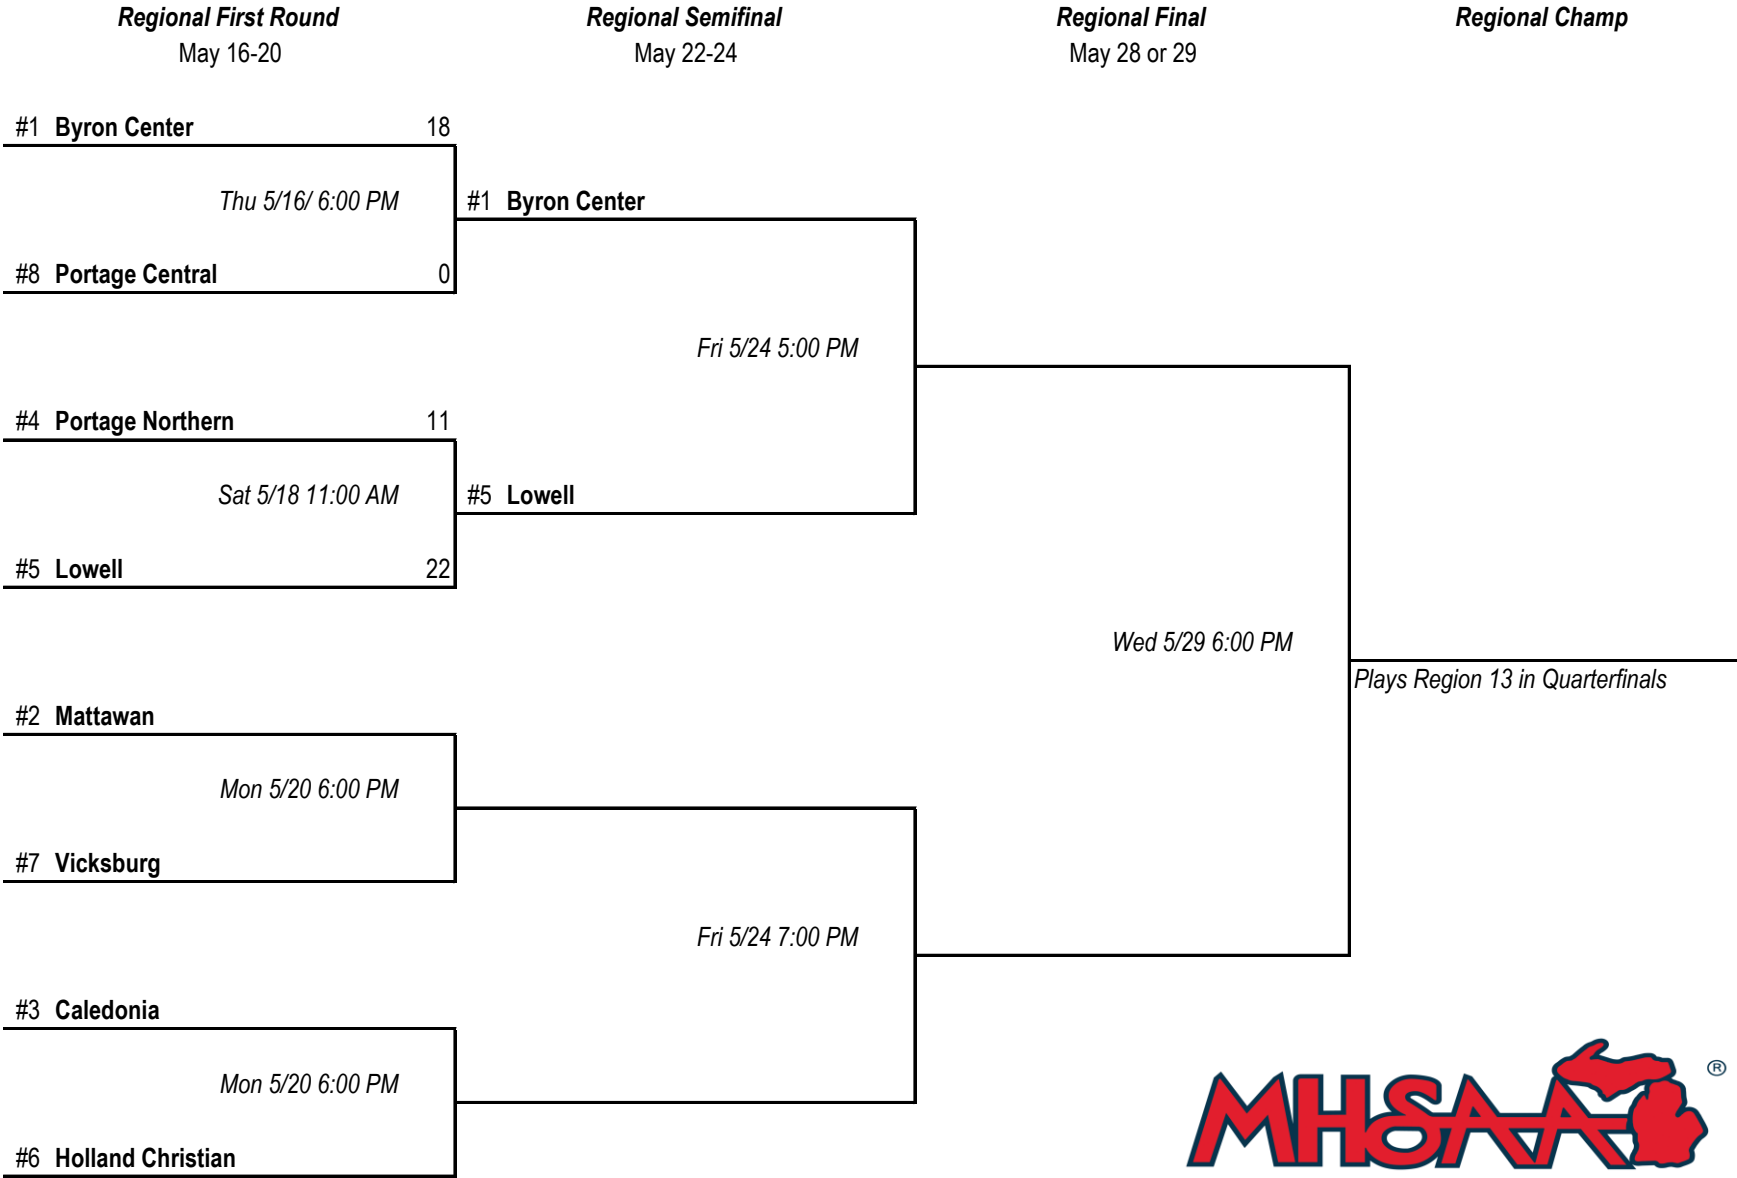 Regional First Round Regional Semifinal Regional Final Regional Champ
May 16-20 May 22-24 May 28 or 29
#1 Byron Center 18
Thu 5/16/ 6:00 PM #1 Byron Center
#8 Portage Central 0
Fri 5/24 5:00 PM
#4 Portage Northern 11
Sat 5/18 11:00 AM #5 Lowell
#5 Lowell 22
Wed 5/29 6:00 PM
Plays Region 13 in Quarterfinals
#2 Mattawan
Mon 5/20 6:00 PM
#7 Vicksburg
Fri 5/24 7:00 PM
#3 Caledonia
Mon 5/20 6:00 PM
#6 Holland Christian
MHSAA ®